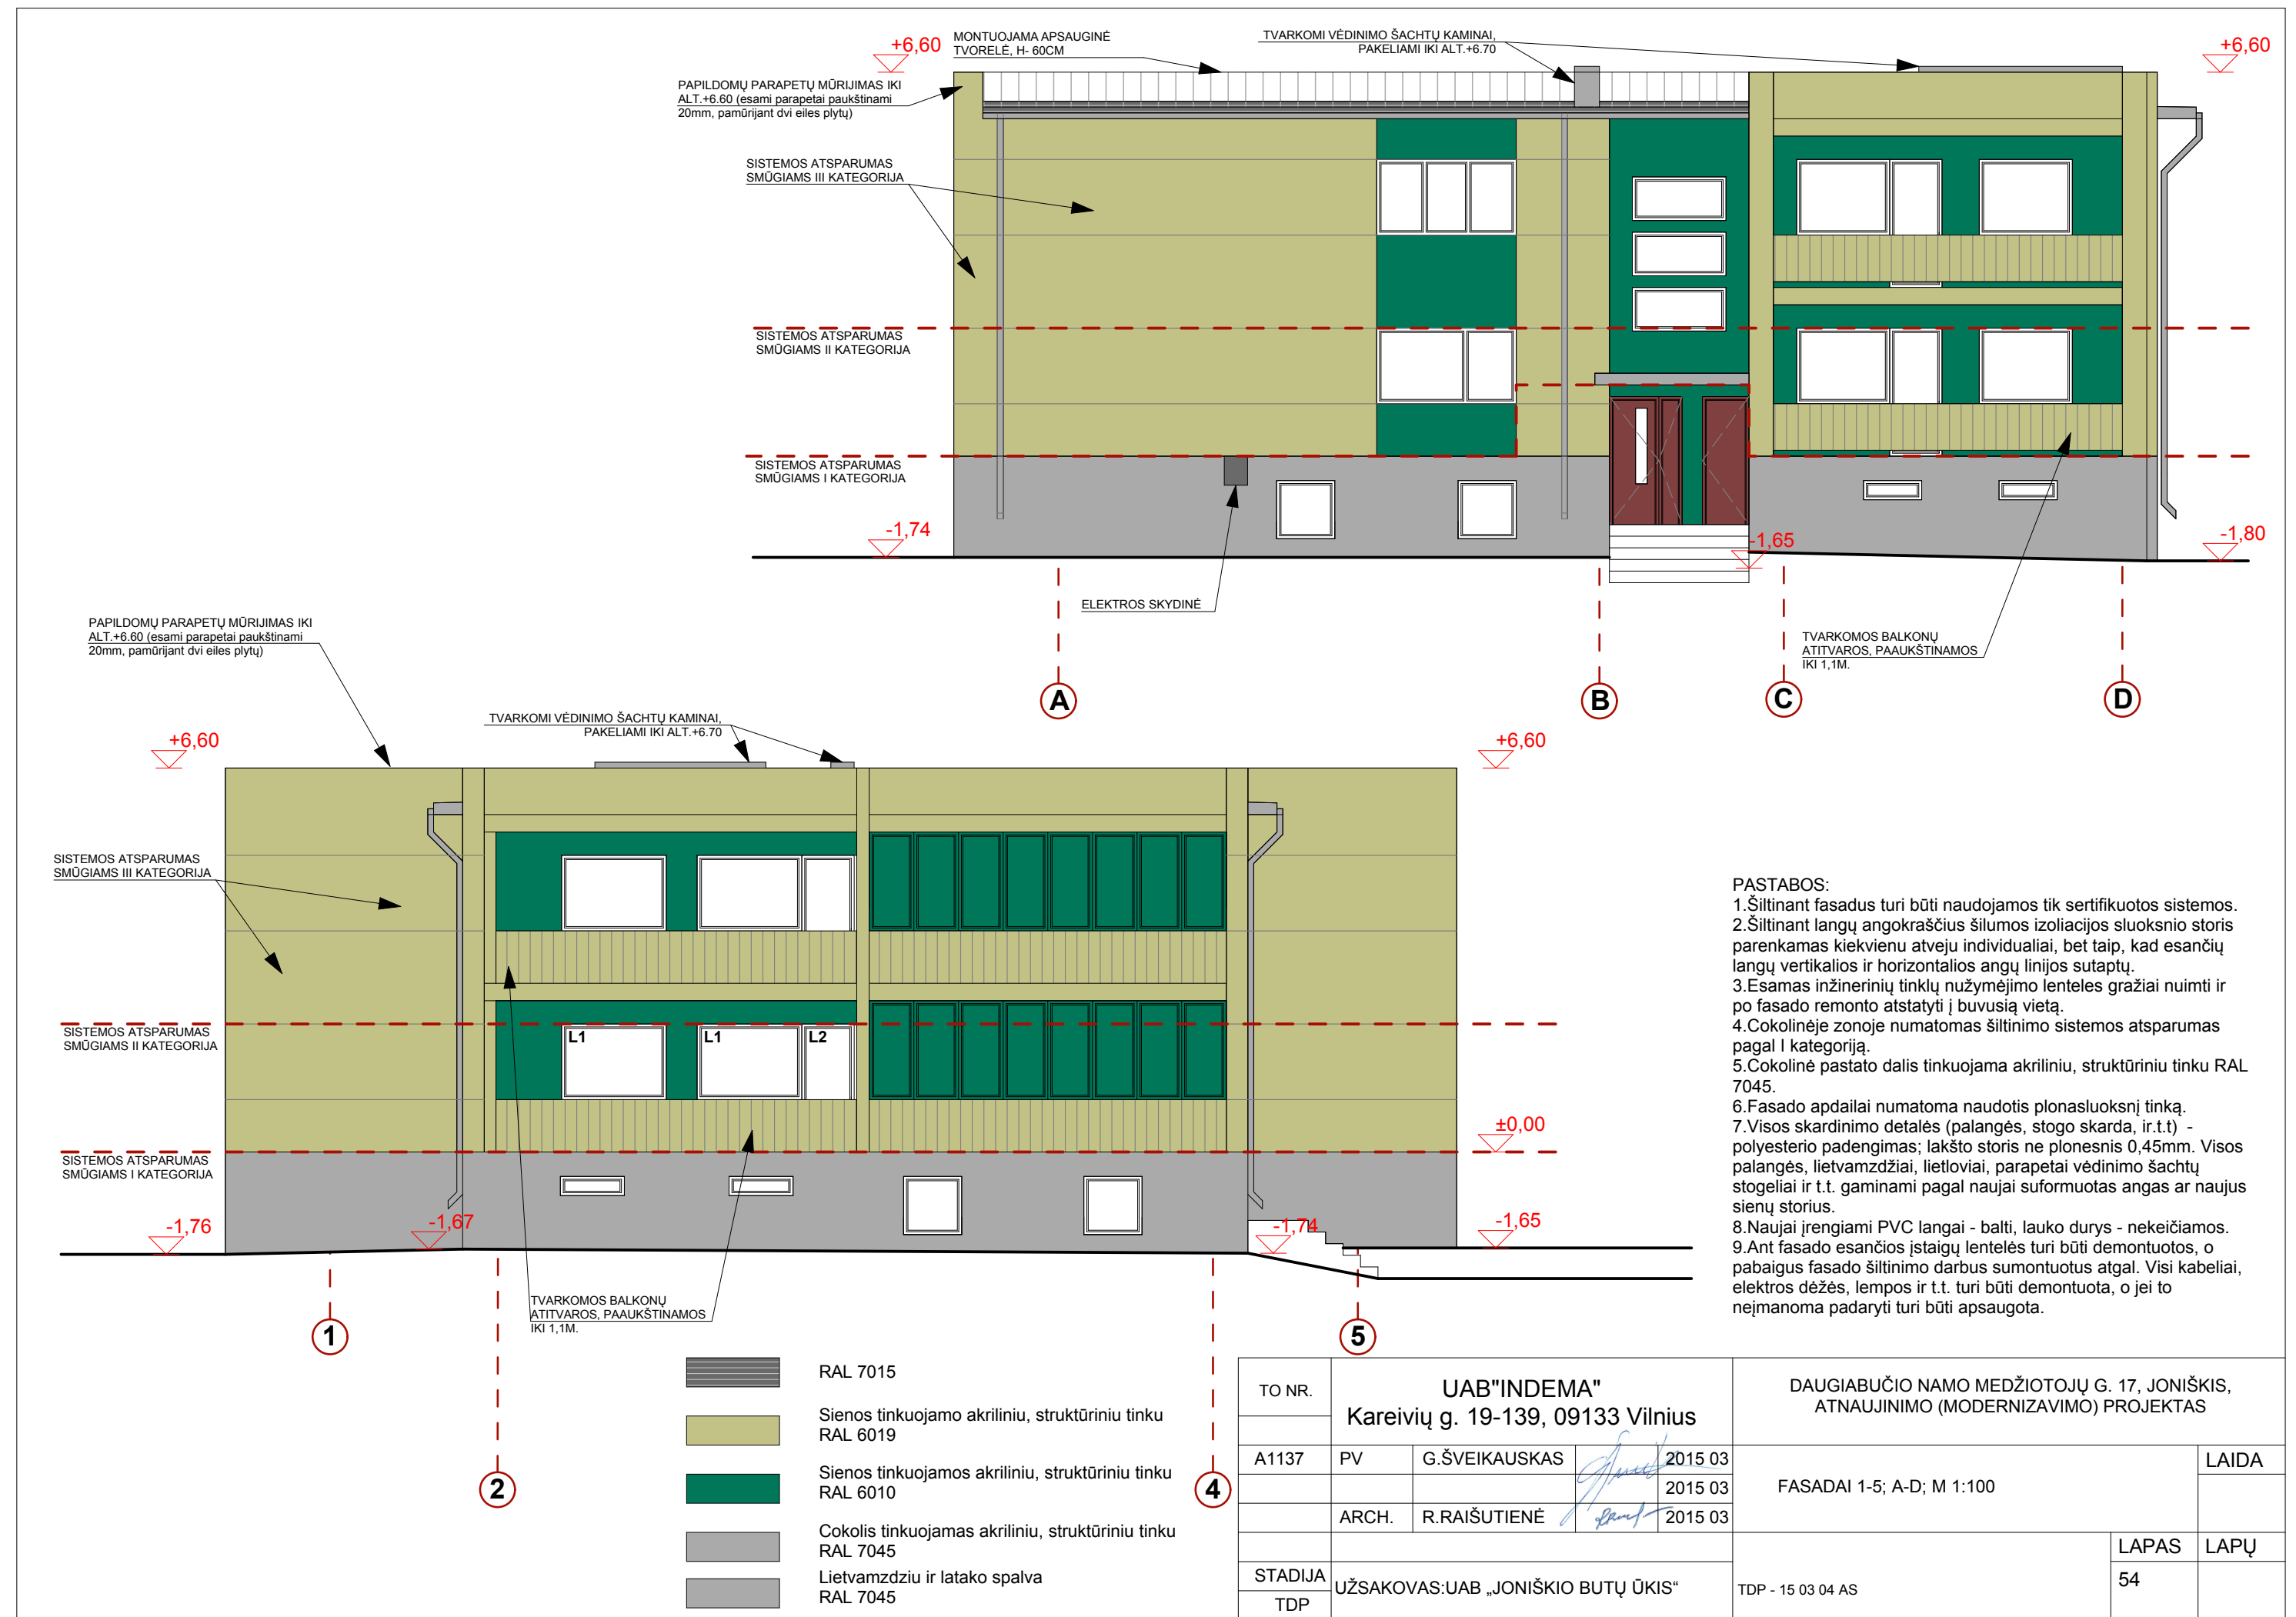 +6,60
MONTUOJAMA APSAUGINĖ
TVORELĖ, H- 60CM
TVARKOMI VĖDINIMO ŠACHTŲ KAMINAI,
PAKELIAMI IKI ALT.+6.70
+6,60
PAPILDOMŲ PARAPETŲ MŪRIJIMAS IKI
ALT.+6.60 (esami parapetai paukštinami
20mm, pamūrijant dvi eiles plytų)
SISTEMOS ATSPARUMAS
SMŪGIAMS III KATEGORIJA
SISTEMOS ATSPARUMAS
SMŪGIAMS II KATEGORIJA
SISTEMOS ATSPARUMAS
SMŪGIAMS I KATEGORIJA
-1,74
-1,65
-1,80
ELEKTROS SKYDINĖ
TVARKOMOS BALKONŲ
ATITVAROS, PAAUKŠTINAMOS
IKI 1,1M.
A
B
C
D
PAPILDOMŲ PARAPETŲ MŪRIJIMAS IKI
ALT.+6.60 (esami parapetai paukštinami
20mm, pamūrijant dvi eiles plytų)
TVARKOMI VĖDINIMO ŠACHTŲ KAMINAI,
PAKELIAMI IKI ALT.+6.70
+6,60
+6,60
SISTEMOS ATSPARUMAS
SMŪGIAMS III KATEGORIJA
SISTEMOS ATSPARUMAS
SMŪGIAMS II KATEGORIJA
L1
L1
L2
±0,00
SISTEMOS ATSPARUMAS
SMŪGIAMS I KATEGORIJA
-1,76
-1,67
-1,74
-1,65
TVARKOMOS BALKONŲ
ATITVAROS, PAAUKŠTINAMOS
IKI 1,1M.
1
2
4
5
PASTABOS:
1.Šiltinant fasadus turi būti naudojamos tik sertifikuotos sistemos.
2.Šiltinant langų angokraščius šilumos izoliacijos sluoksnio storis
parenkamas kiekvienu atveju individualiai, bet taip, kad esančių
langų vertikalios ir horizontalios angų linijos sutaptų.
3.Esamas inžinerinių tinklų nužymėjimo lenteles gražiai nuimti ir
po fasado remonto atstatyti į buvusią vietą.
4.Cokolinėje zonoje numatomas šiltinimo sistemos atsparumas
pagal I kategoriją.
5.Cokolinė pastato dalis tinkuojama akriliniu, struktūriniu tinku RAL
7045.
6.Fasado apdailai numatoma naudotis plonasluoksnį tinką.
7.Visos skardinimo detalės (palangės, stogo skarda, ir.t.t) -
polyesterio padengimas; lakšto storis ne plonesnis 0,45mm. Visos
palangės, lietvamzdžiai, lietloviai, parapetai vėdinimo šachtų
stogeliai ir t.t. gaminami pagal naujai suformuotas angas ar naujus
sienų storius.
8.Naujai įrengiami PVC langai - balti, lauko durys - nekeičiamos.
9.Ant fasado esančios įstaigų lentelės turi būti demontuotos, o
pabaigus fasado šiltinimo darbus sumontuotus atgal. Visi kabeliai,
elektros dėžės, lempos ir t.t. turi būti demontuota, o jei to
neįmanoma padaryti turi būti apsaugota.
RAL 7015
Sienos tinkuojamo akriliniu, struktūriniu tinku
RAL 6019
Sienos tinkuojamos akriliniu, struktūriniu tinku
RAL 6010
Cokolis tinkuojamas akriliniu, struktūriniu tinku
RAL 7045
Lietvamzdziu ir latako spalva
RAL 7045
TO NR.
UAB"INDEMA"
Kareivių g. 19-139, 09133 Vilnius
DAUGIABUČIO NAMO MEDŽIOTOJŲ G. 17, JONIŠKIS,
ATNAUJINIMO (MODERNIZAVIMO) PROJEKTAS
A1137 PV G.ŠVEIKAUSKAS 2015 03
2015 03
ARCH. R.RAIŠUTIENĖ 2015 03
FASADAI 1-5; A-D; M 1:100
LAIDA
STADIJA
TDP
UŽSAKOVAS:UAB „JONIŠKIO BUTŲ ŪKIS“
TDP - 15 03 04 AS
LAPAS LAPŲ
54